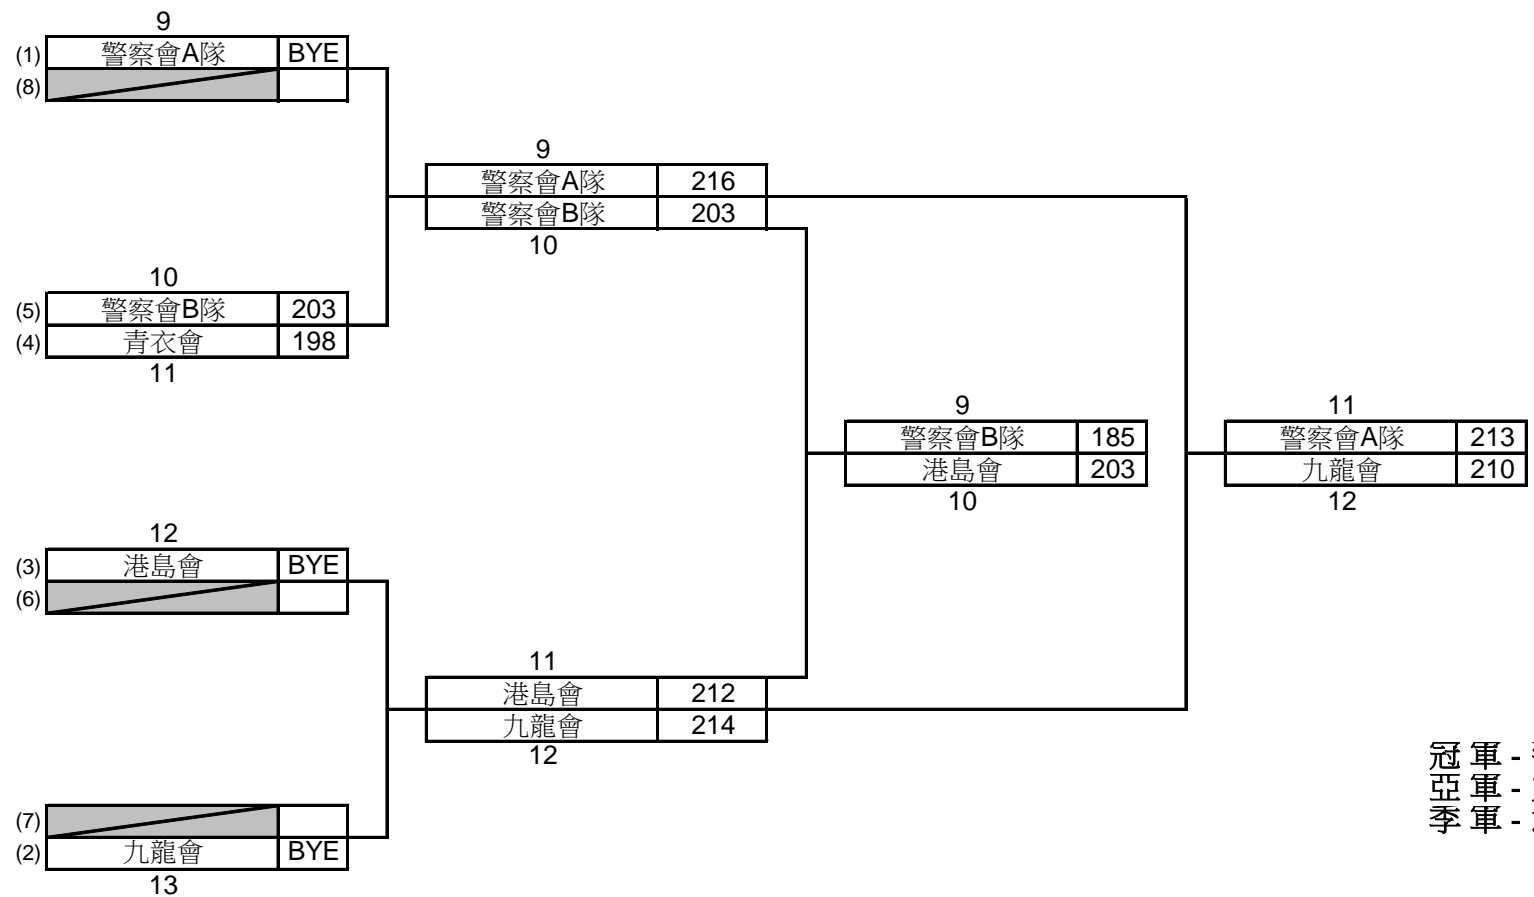 9
(1) 警察會A隊 BYE
(8)
9
警察會A隊 216
警察會B隊 203
10
10
(5) 警察會B隊 203
(4) 青衣會 198
11
9
警察會B隊 185
港島會 203
10
11
警察會A隊 213
九龍會 210
12
12
(3) 港島會 BYE
(6)
11
港島會 212
九龍會 214
12
(7)
(2) 九龍會 BYE
13
冠軍 -
亞軍 -
季軍 -